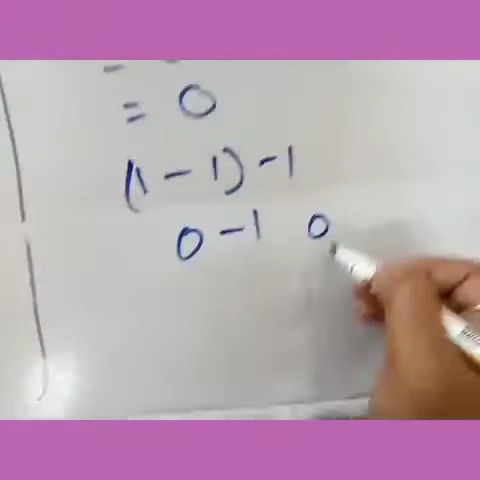 = 0
(1 - 1) - 1
0 - 1 0